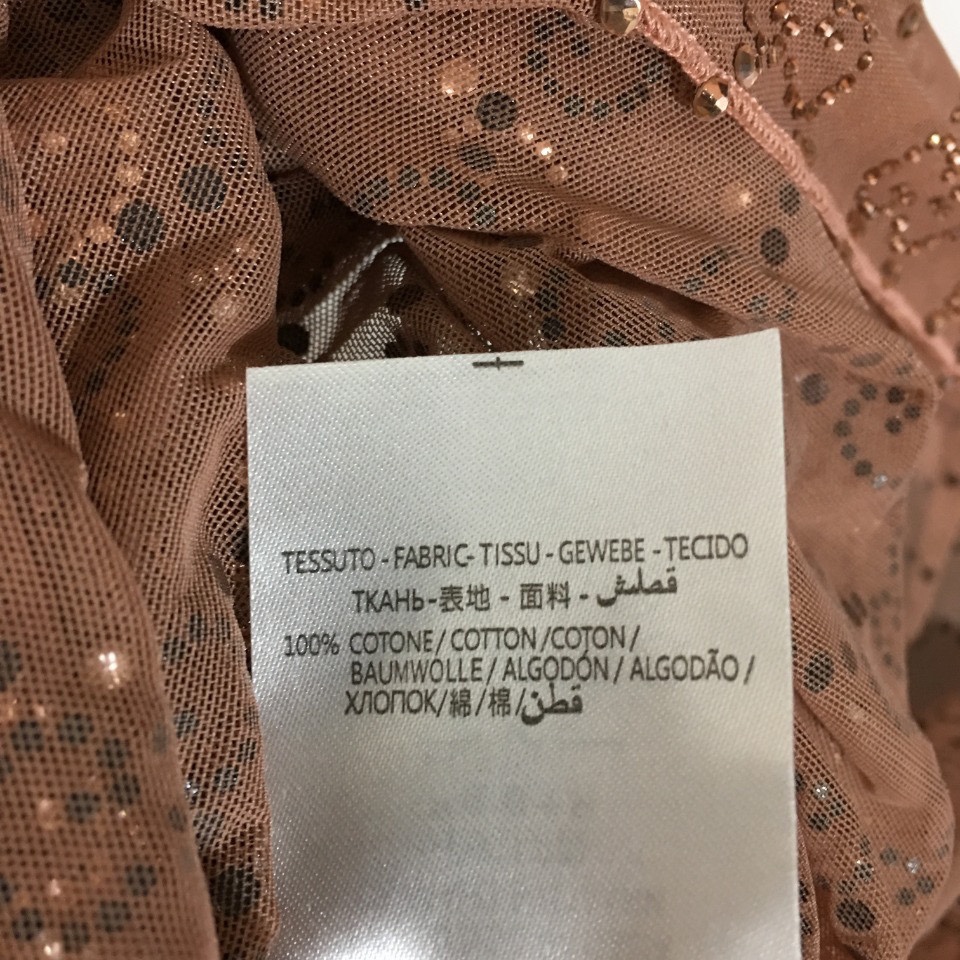 TESSUTO - FABRIC- TISSU - GEWEBE - TECIDO
ТКАНЬ - 表地 - 面料 - قماش
100% COTONE / COTTON / COTON /
BAUMWOLLE / ALGODÓN / ALGODÃO /
ХЛОПОК/ 綿 / 棉 / قطن